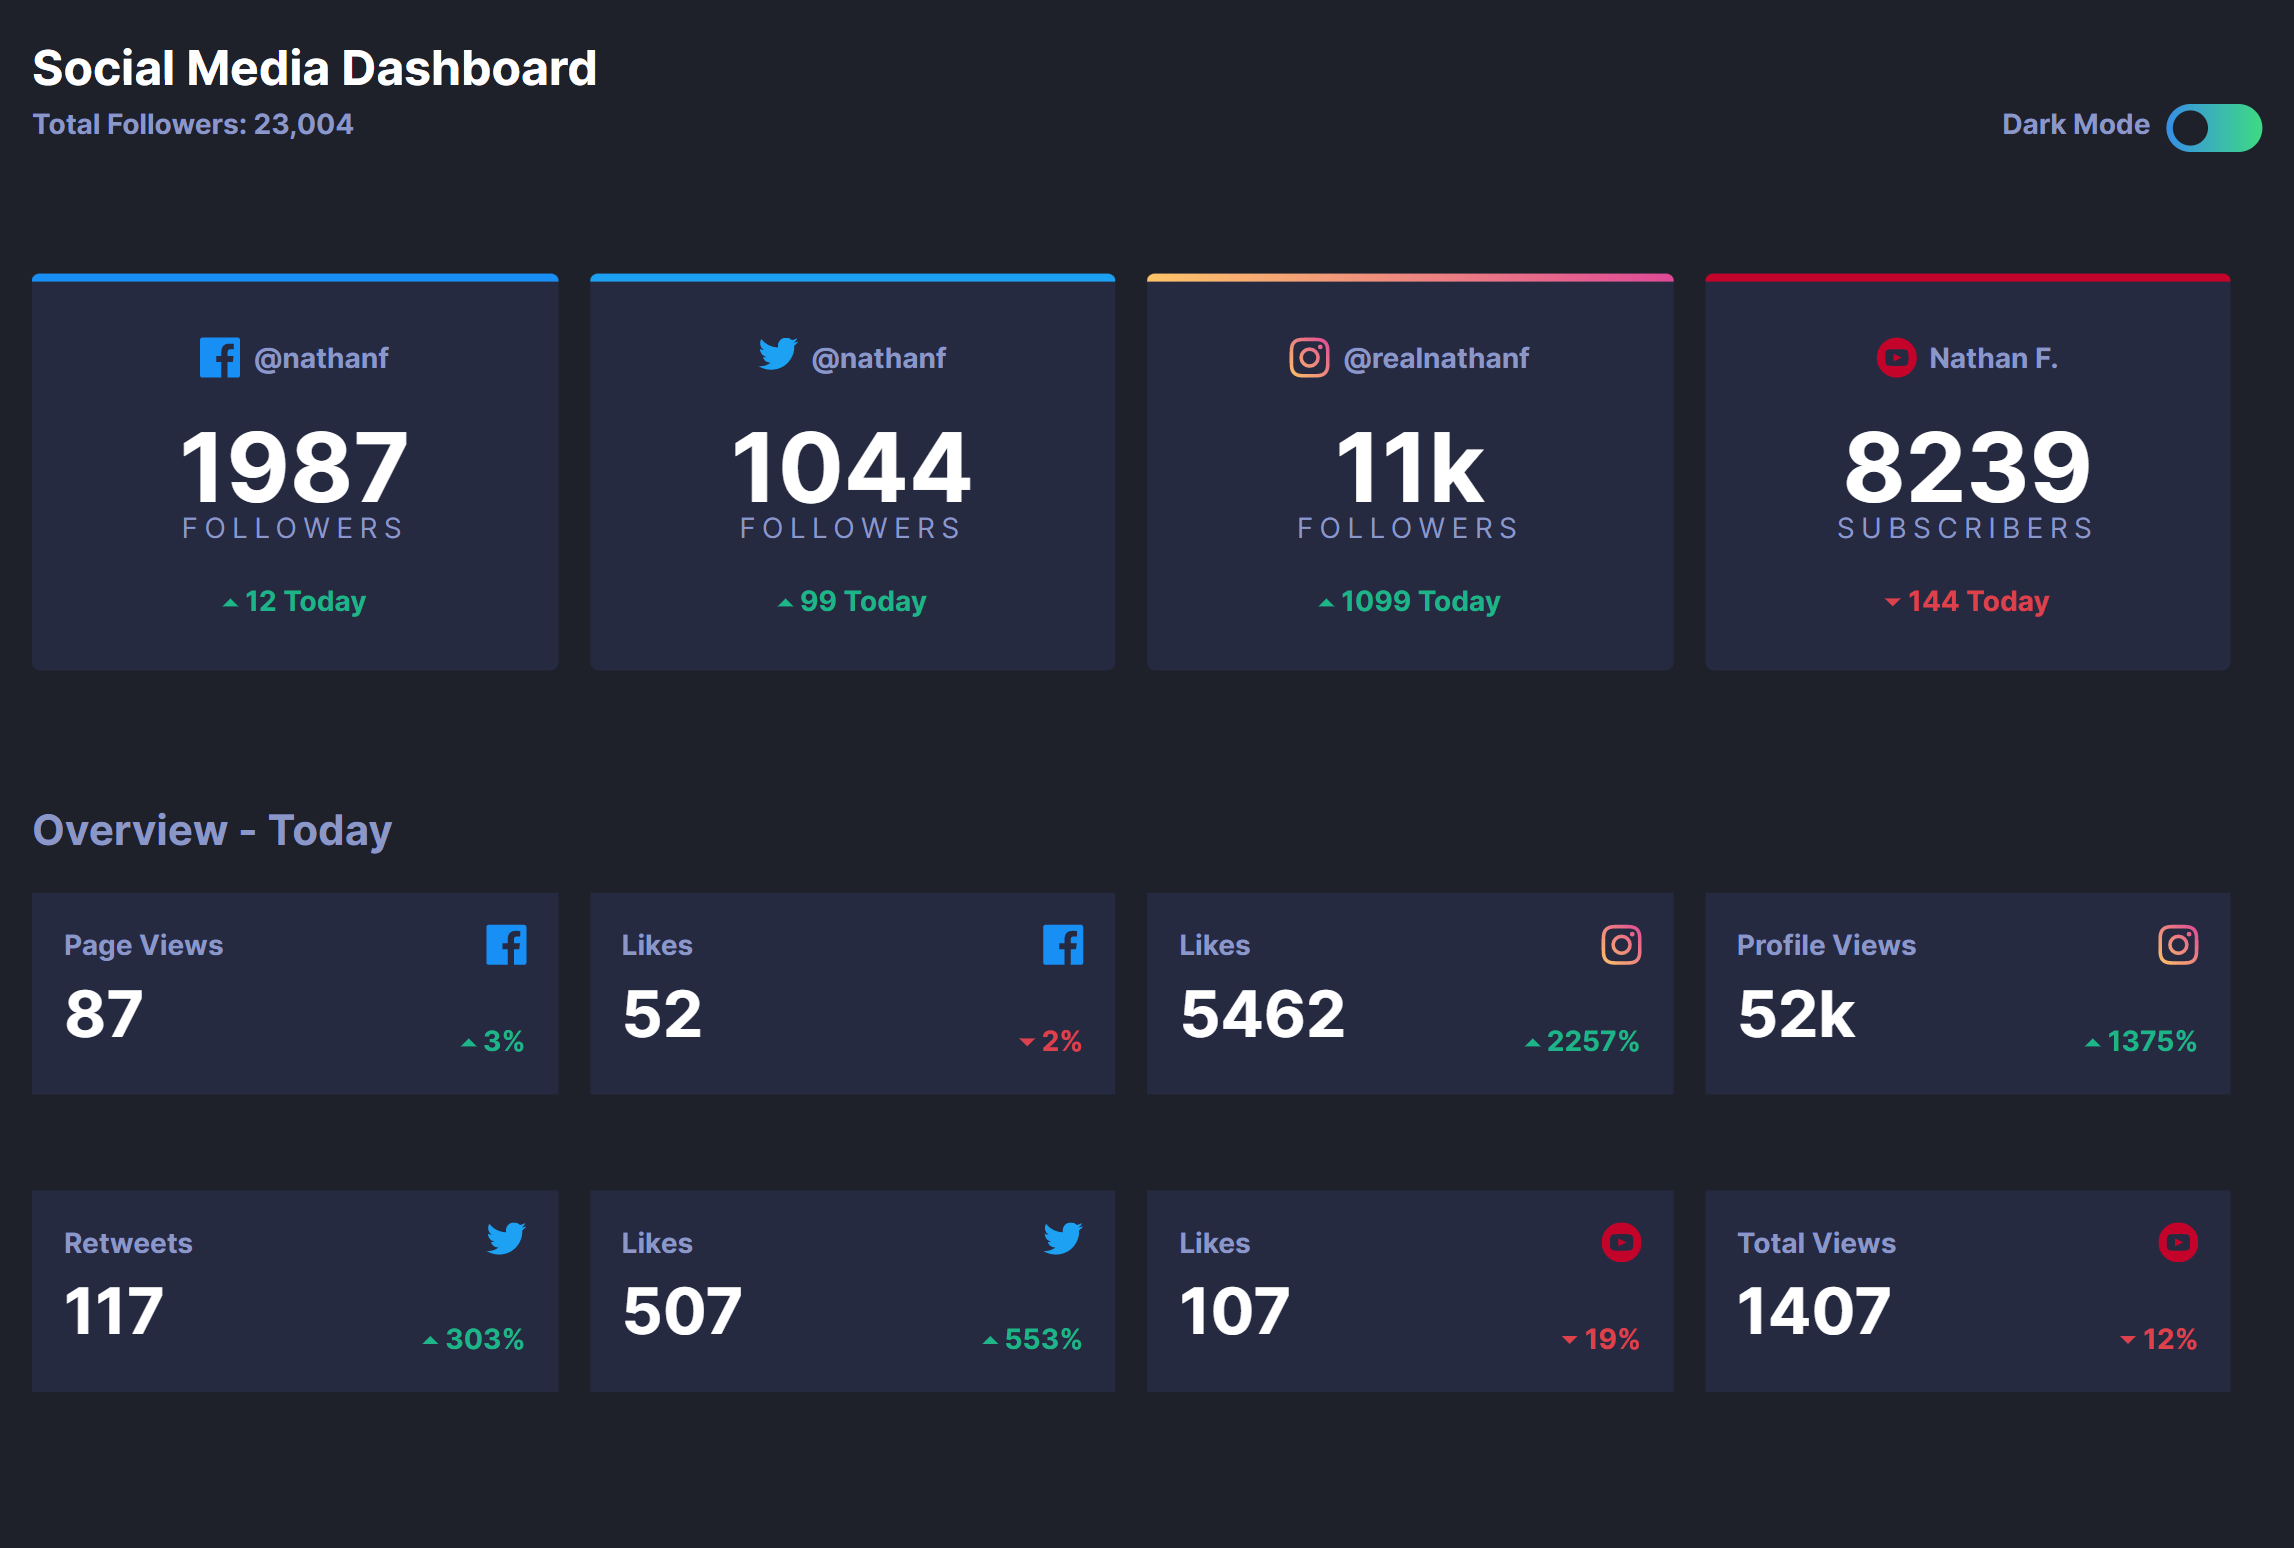 Social Media Dashboard
Total Followers: 23,004
Dark Mode
@nathanf
1987
FOLLOWERS
12 Today
@nathanf
1044
FOLLOWERS
99 Today
@realnathanf
11k
FOLLOWERS
1099 Today
Nathan F.
8239
SUBSCRIBERS
144 Today
Overview - Today
Page Views
87
3%
Likes
52
2%
Likes
5462
2257%
Profile Views
52k
1375%
Retweets
117
303%
Likes
507
553%
Likes
107
19%
Total Views
1407
12%